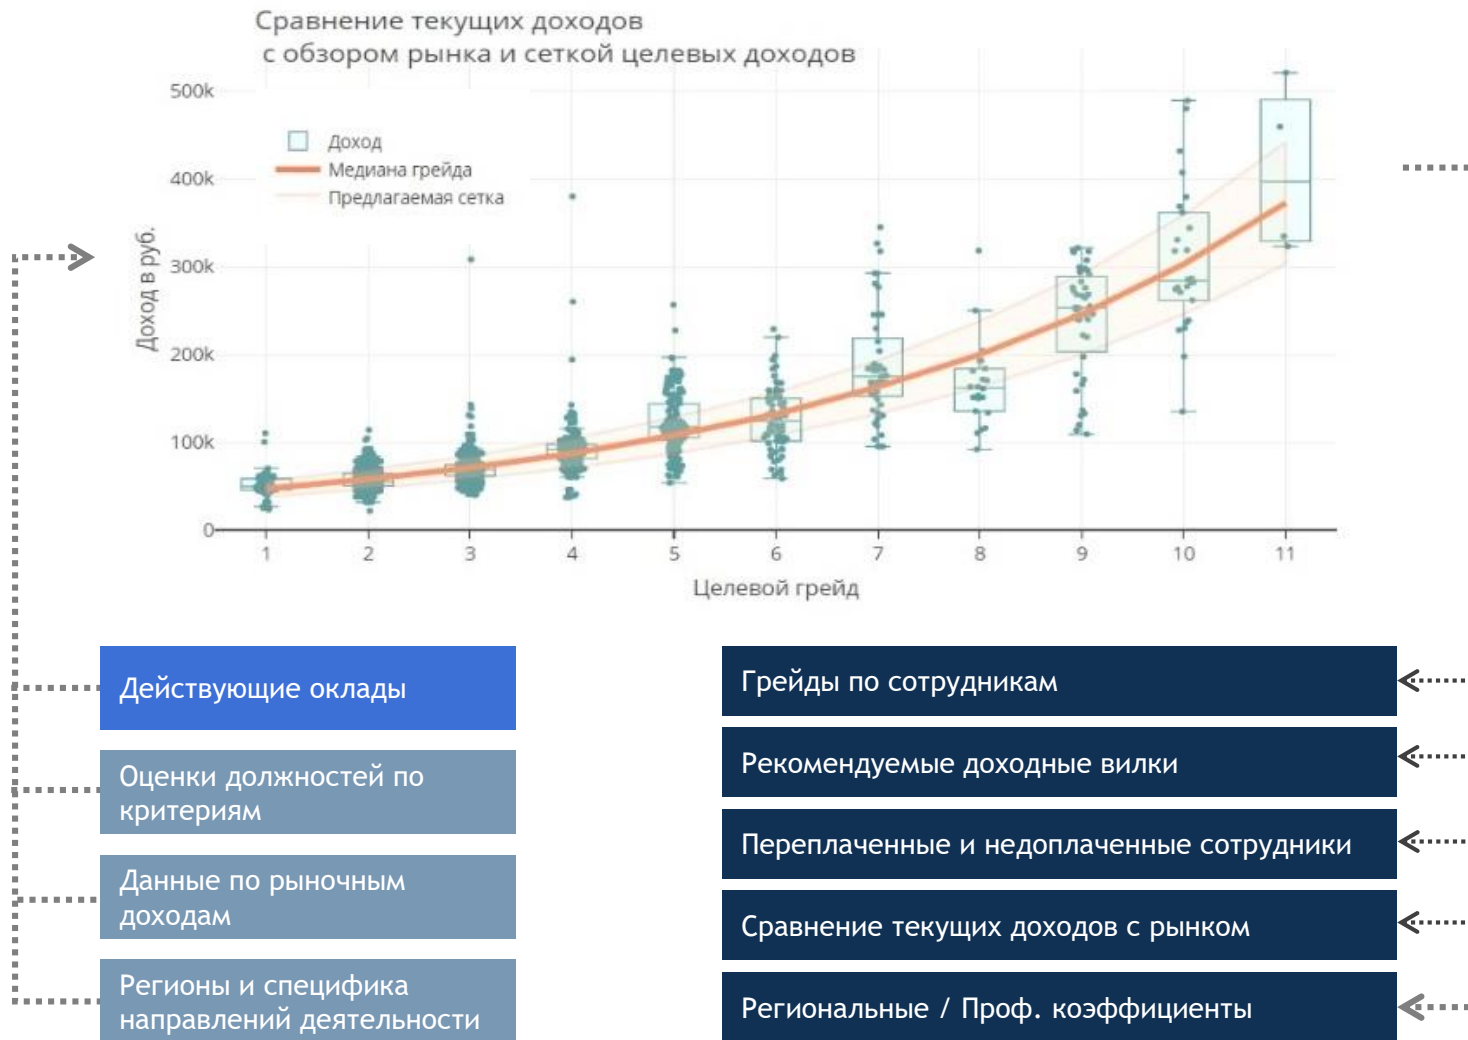 Сравнение текущих доходов
с обзором рынка и сеткой целевых доходов
500k
400k
300k
200k
100k
0
Доход в руб.
Доход
Медиана грейда
Предлагаемая сетка
1 2 3 4 5 6 7 8 9 10 11
Целевой грейд
Действующие оклады
Оценки должностей по
критериям
Данные по рыночным
доходам
Регионы и специфика
направлений деятельности
Грейды по сотрудникам
Рекомендуемые доходные вилки
Переплаченные и недоплаченные сотрудники
Сравнение текущих доходов с рынком
Региональные / Проф. коэффициенты